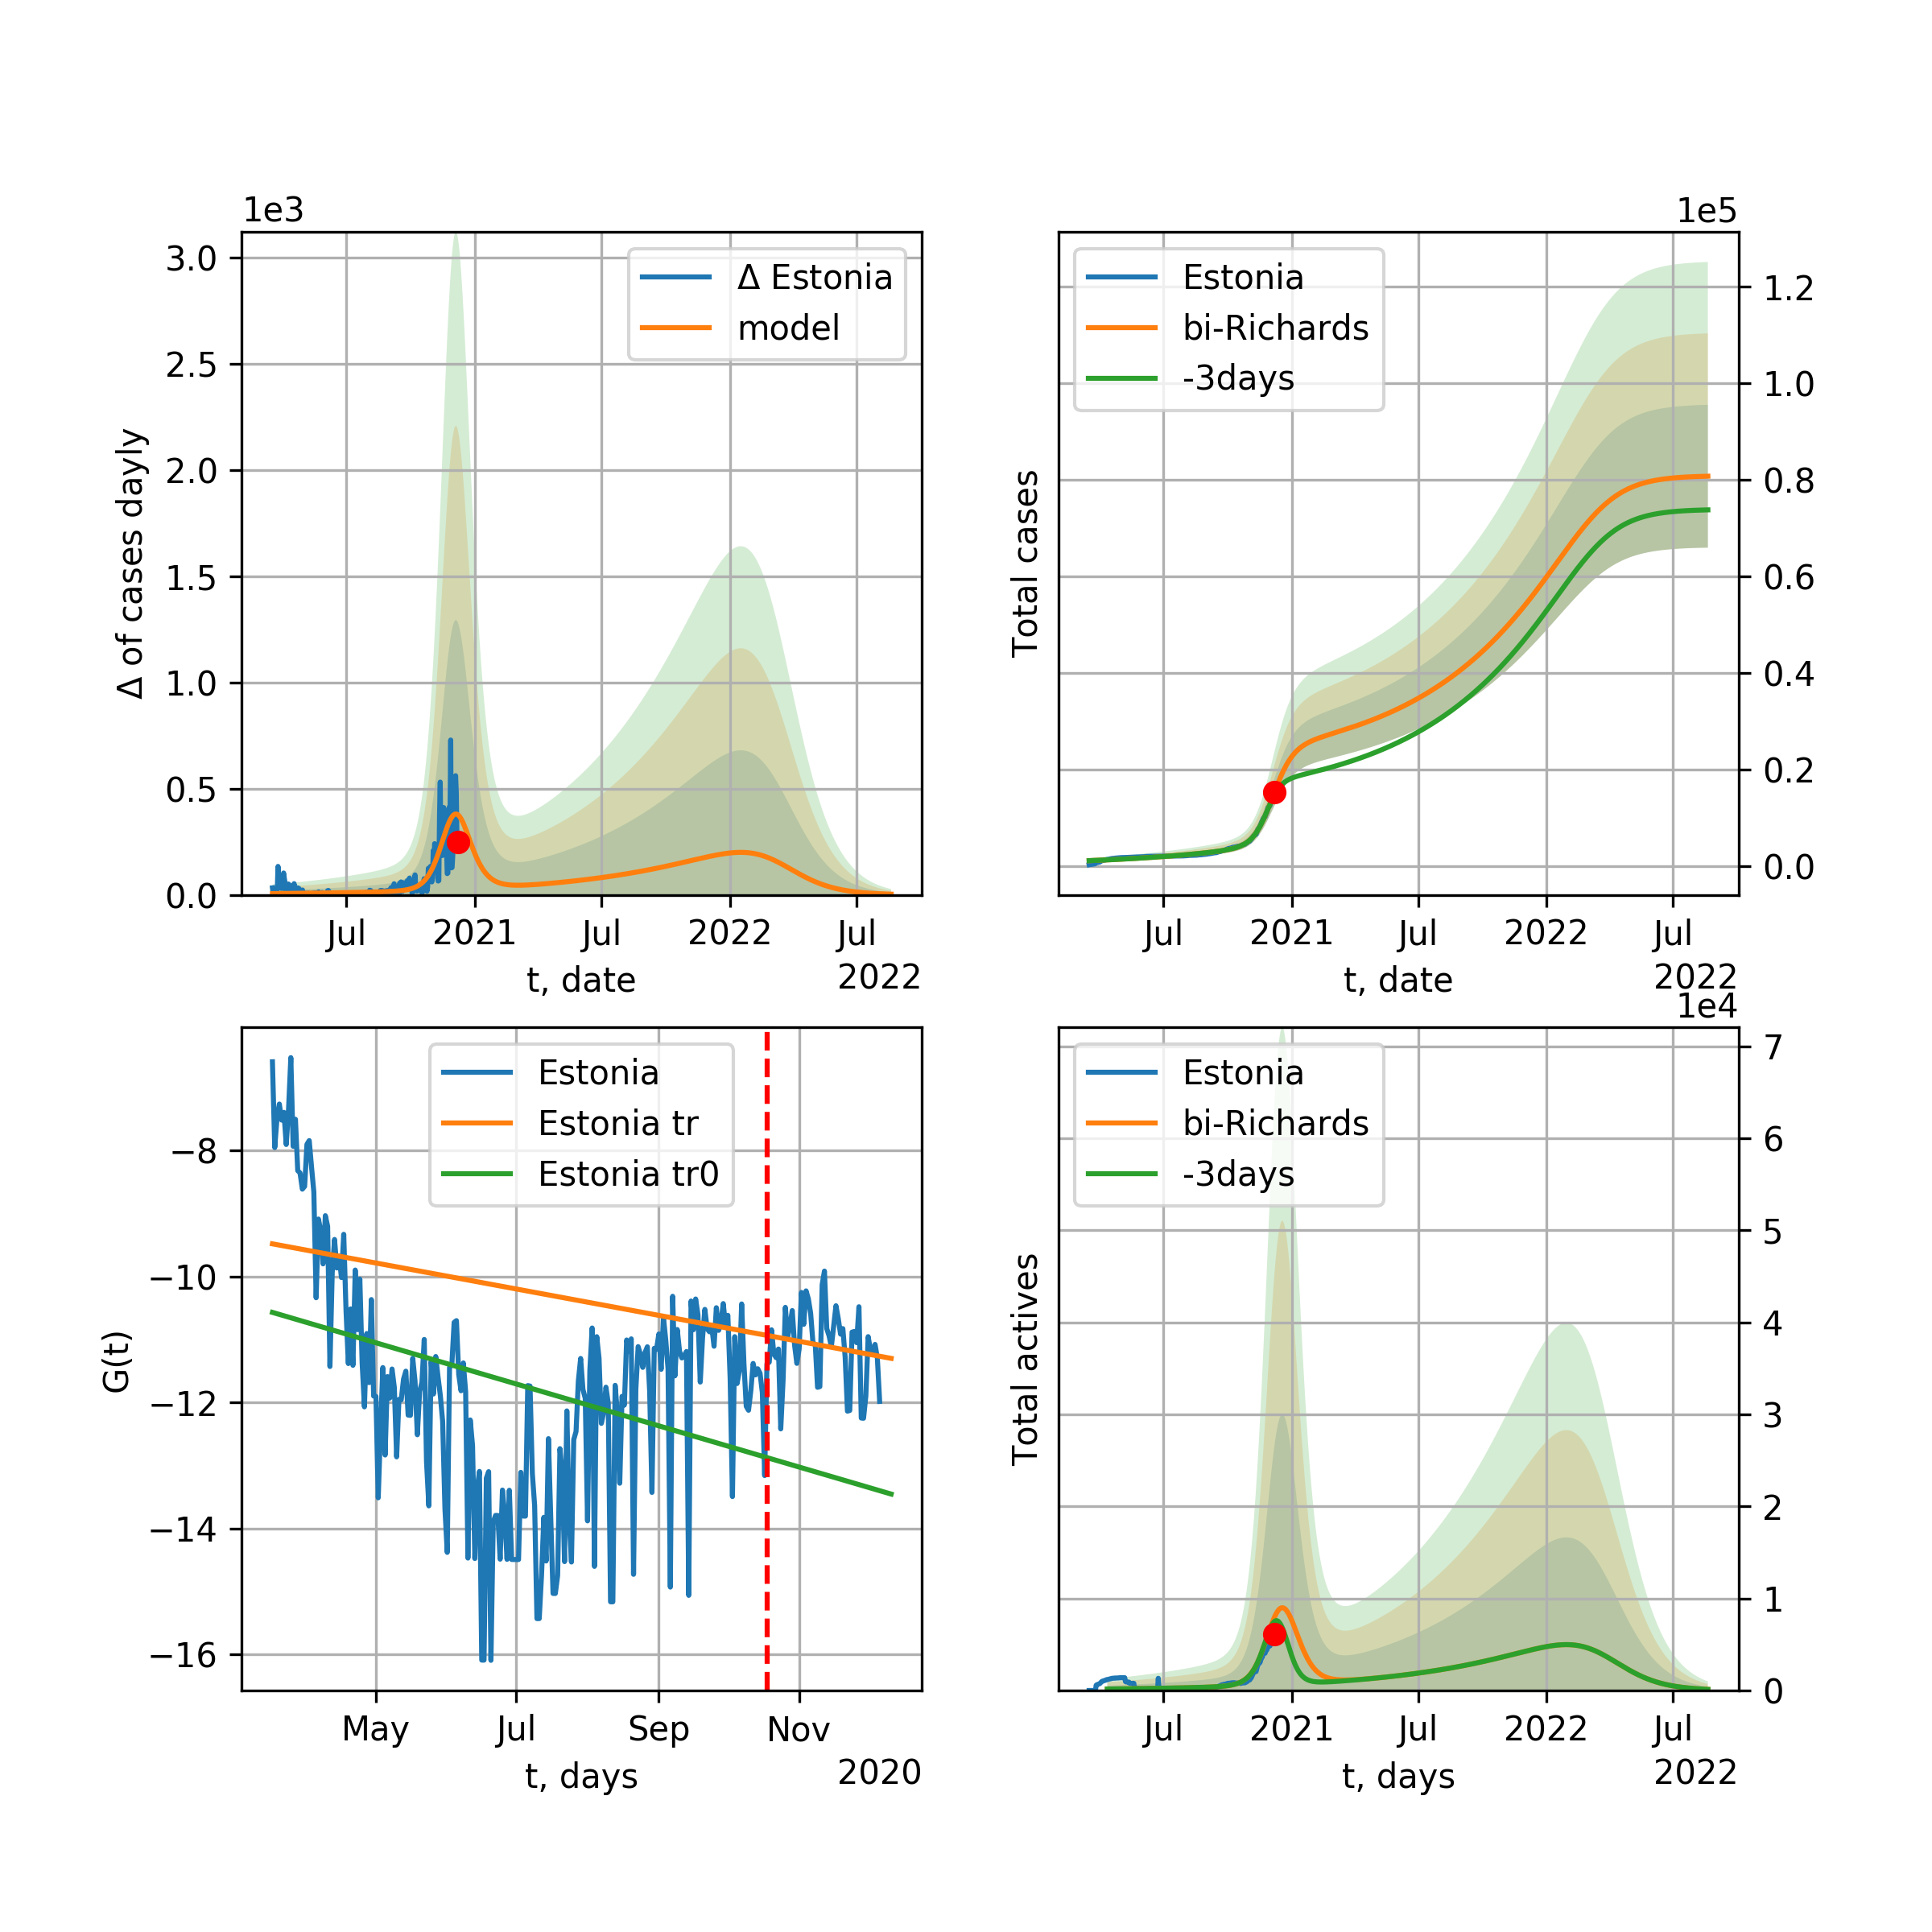 1e3
3.0
2.5
2.0
1.5
1.0
0.5
0.0
Δ of cases dayly
Δ Estonia
model
Jul
2021
Jul
2022
Jul
t, date
2022
1e5
Estonia
bi-Richards
-3days
Total cases
1.2
1.0
0.8
0.6
0.4
0.2
0.0
Jul
2021
Jul
2022
Jul
t, date
2022
Estonia
Estonia tr
Estonia tr0
G(t)
−8
−10
−12
−14
−16
May
Jul
Sep
Nov
t, days
2020
1e4
Estonia
bi-Richards
-3days
Total actives
7
6
5
4
3
2
1
0
Jul
2021
Jul
2022
Jul
t, days
2022